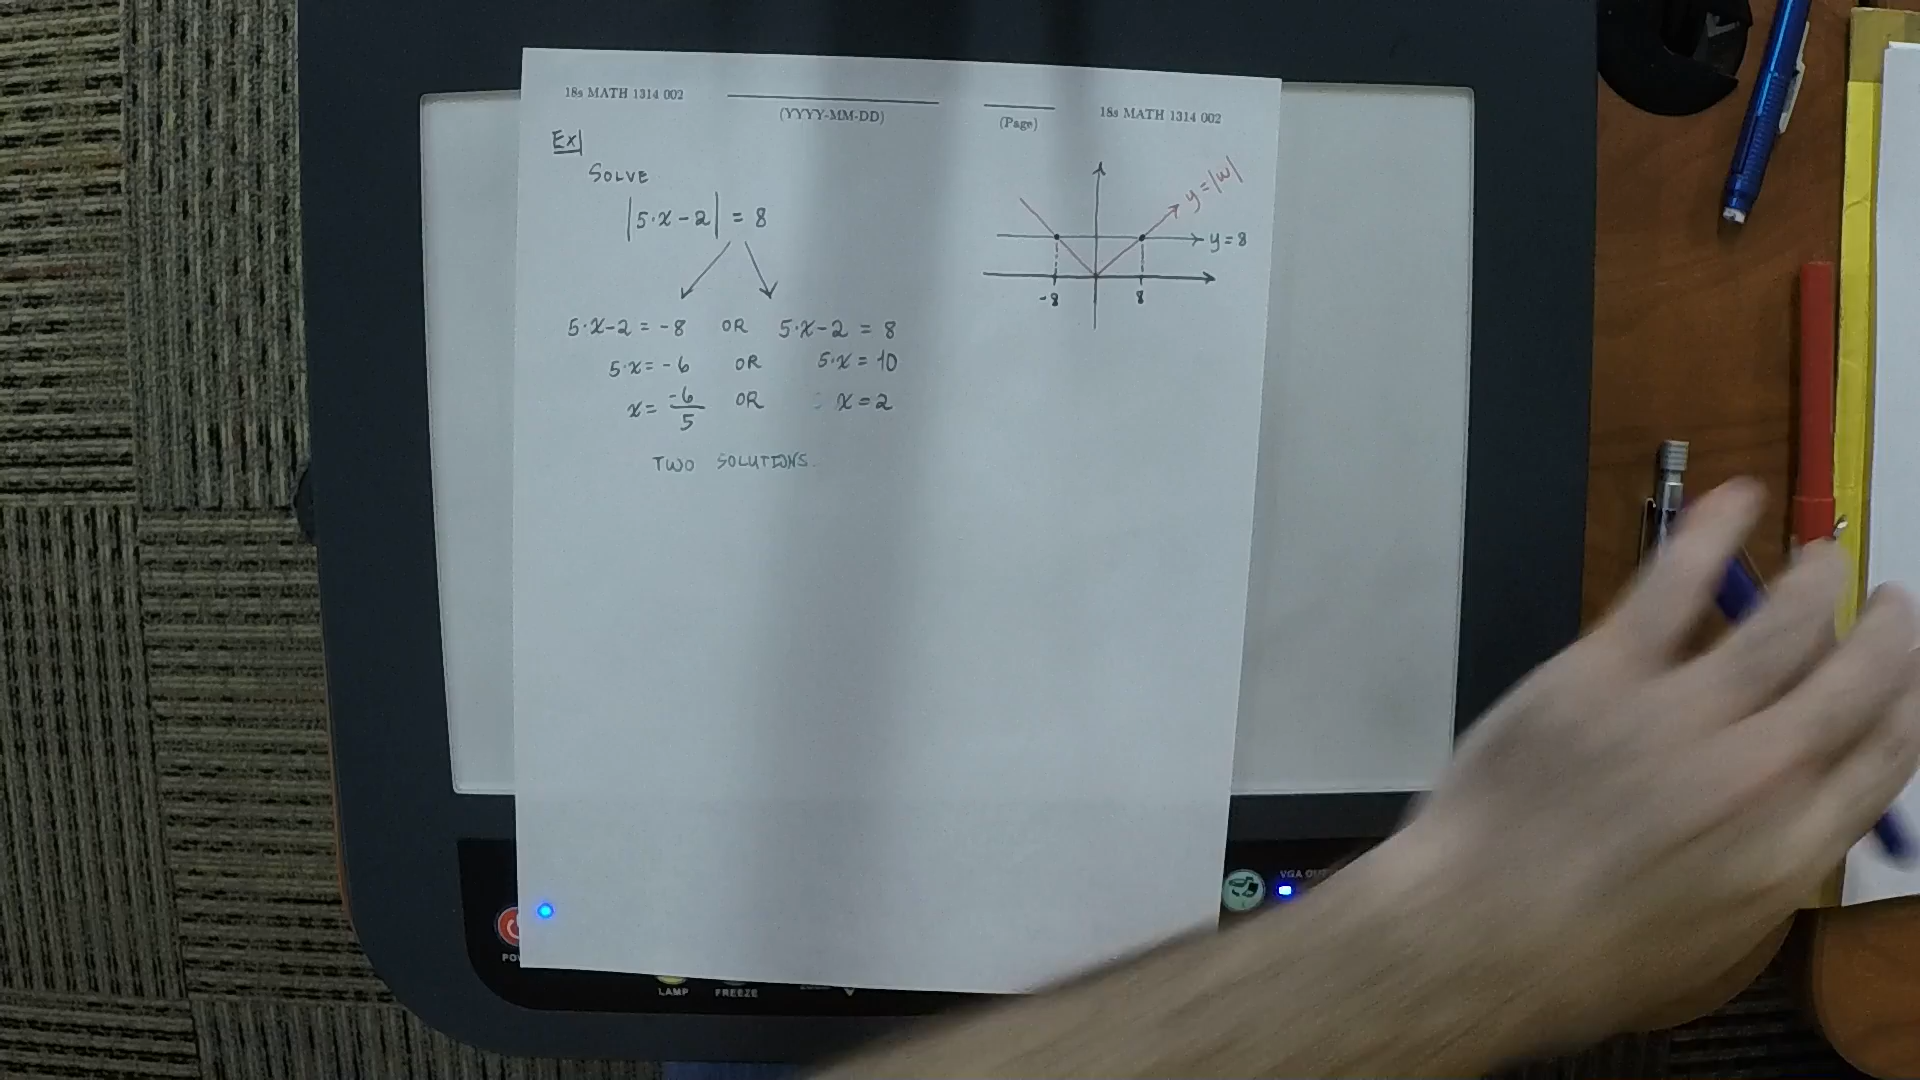 18s MATH 1314 002
(YYYY-MM-DD)
(Page)
18s MATH 1314 002
Ex
SOLVE
|5·x-2| = 8
5·x-2 = -8 OR 5·x-2 = 8
5·x = -6 OR 5·x = 10
x = -6/5 OR x = 2
TWO SOLUTIONS.
y = |w|
y = 8
-8 8
LAMP
FREEZE